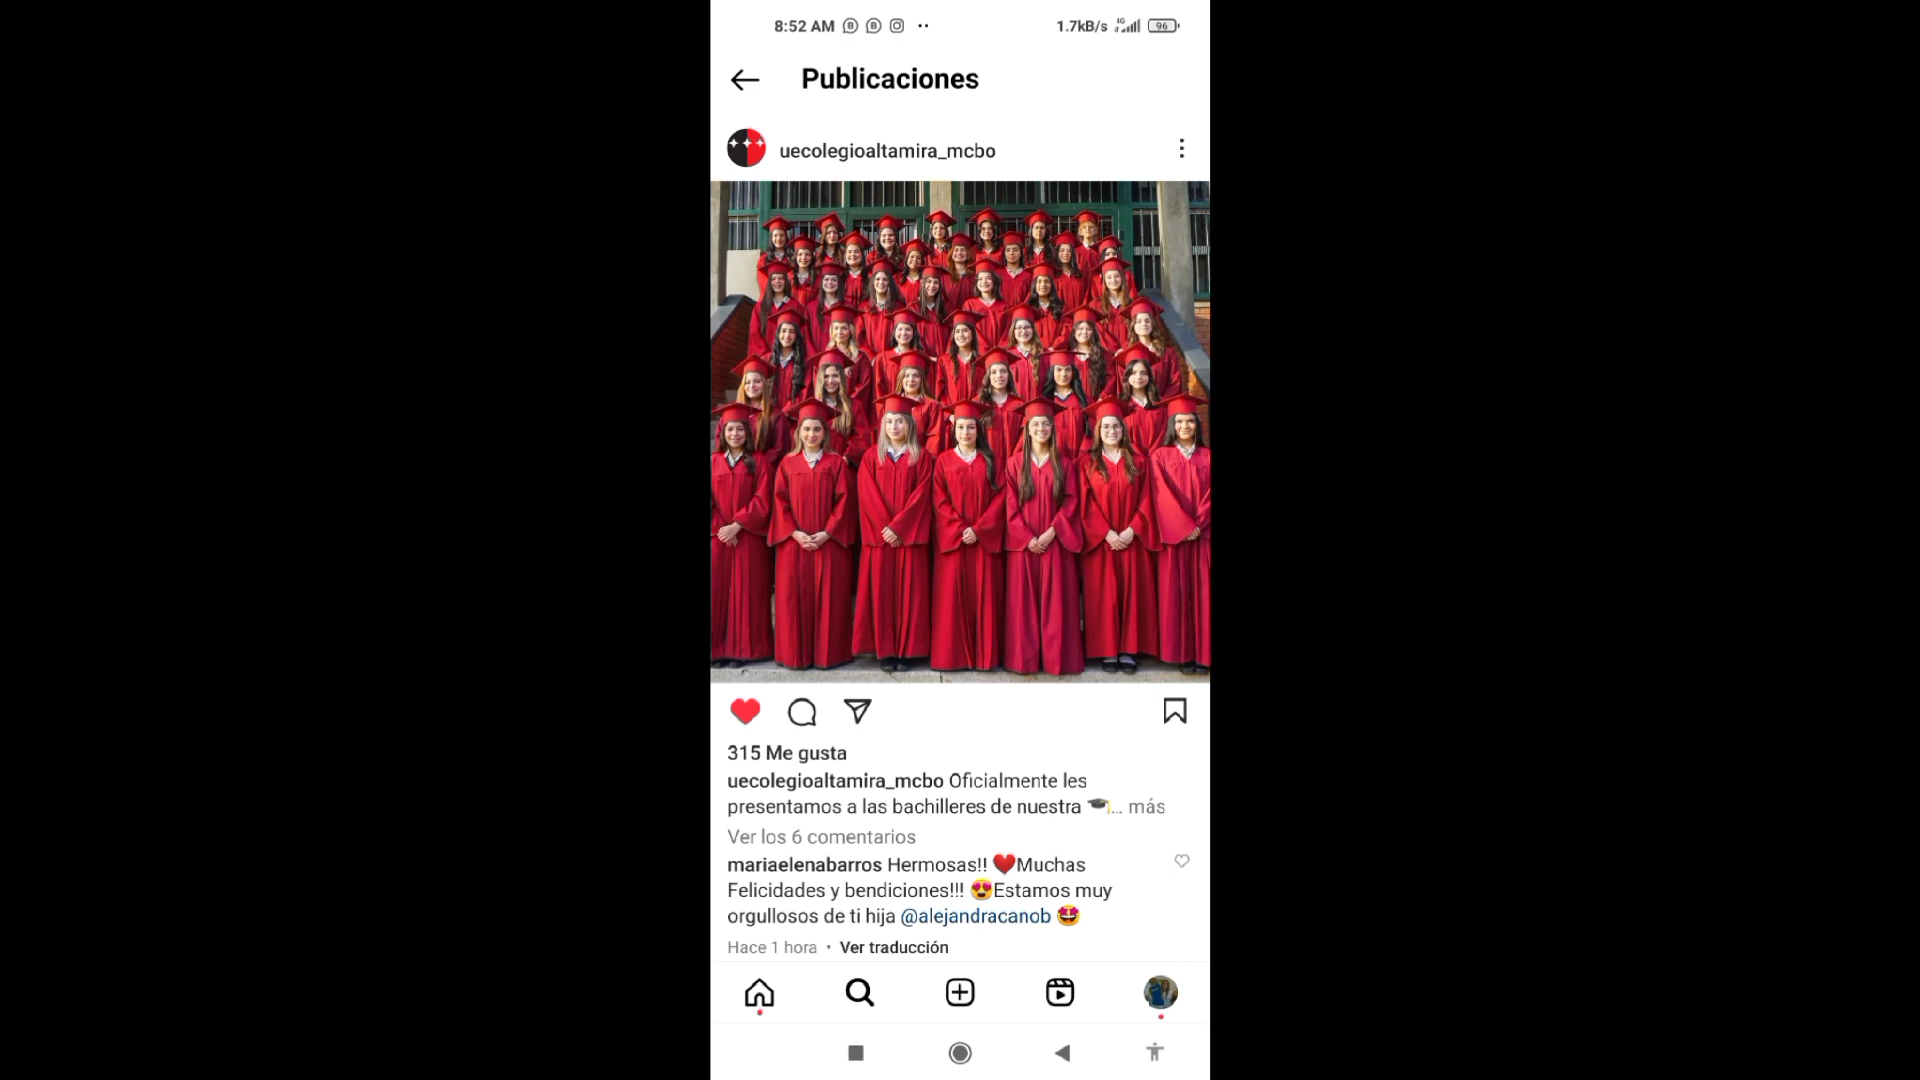 8:52 AM 1.7kB/s 4G 96
Publicaciones
uecolegioaltamira_mcbo
315 Me gusta
uecolegioaltamira_mcbo Oficialmente les
presentamos a las bachilleres de nuestra 🎓... más
Ver los 6 comentarios
mariaelenabarros Hermosas!! ❤️Muchas
Felicidades y bendiciones!!! 😍Estamos muy
orgullosos de ti hija @alejandracanob 🤩
Hace 1 hora • Ver traducción